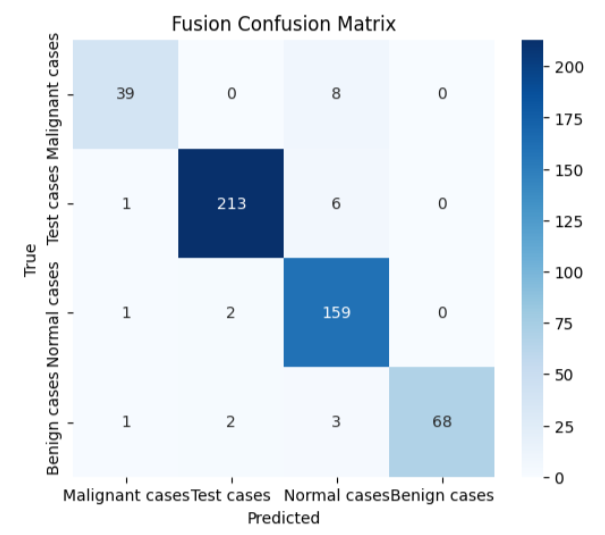 Fusion Confusion Matrix
True
Malignant cases
Test cases
Normal cases
Benign cases
39 0 8 0
1 213 6 0
1 2 159 0
1 2 3 68
Malignant cases Test cases Normal cases Benign cases
Predicted
200
175
150
125
100
75
50
25
0